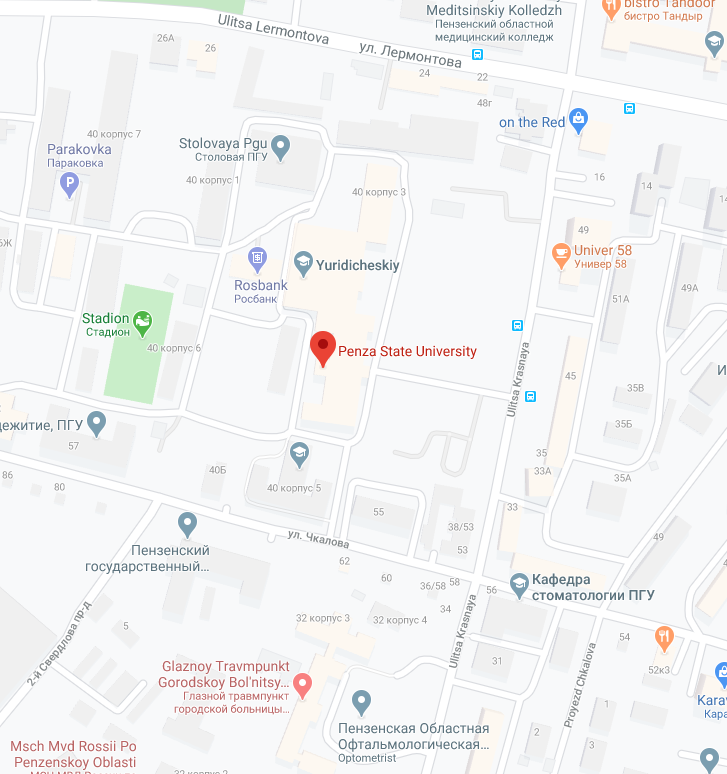 bistro Tandoor
бистро Тандыр
Meditsinskiy Kolledzh
Пензенский областной
медицинский колледж
Ulitsa Lermontova
ул. Лермонтова
26A
26
24
22
48г
on the Red
40 корпус 7
Parakovka
Параковка
Stolovaya Pgu
Столовая ПГУ
40 корпус 1
40 корпус 3
16
14
49
Univer 58
Универ 58
6Ж
Yuridicheskiy
Rosbank
Росбанк
51А
49А
Stadion
Стадион
40 корпус 6
Penza State University
Ulitsa Krasnaya
45
35В
35Б
И
цежитие, ПГУ
57
86
80
40Б
40 корпус 5
55
35
33А
35А
33
38/53
53
ул. Чкалова
Пензенский
государственный...
62
60
36/58
58
56
Кафедра
стоматологии ПГУ
34
32 корпус 3
32 корпус 4
5
2-й Свердлова пр-д
Ulitsa Krasnaya
31
54
52к3
Proyezd Chkalova
Glaznoy Travmpunkt
Gorodskoy Bol'nitsy...
Глазной травмпункт
городской больницы...
Пензенская Областная
Офтальмологическая...
Optometrist
1
2
3
Kara
Кара
Msch Mvd Rossii Po
Penzenskoy Oblasti